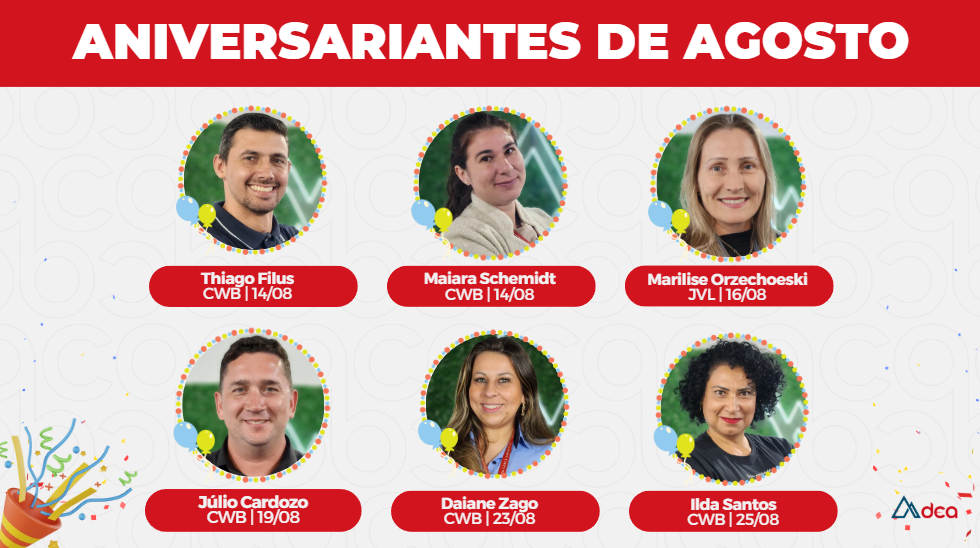 ANIVERSARIANTES DE AGOSTO
Thiago Filus
CWB | 14/08
Maiara Schemidt
CWB | 14/08
Marilise Orzechoeski
JVL | 16/08
Júlio Cardozo
CWB | 19/08
Daiane Zago
CWB | 23/08
Ilda Santos
CWB | 25/08
dca